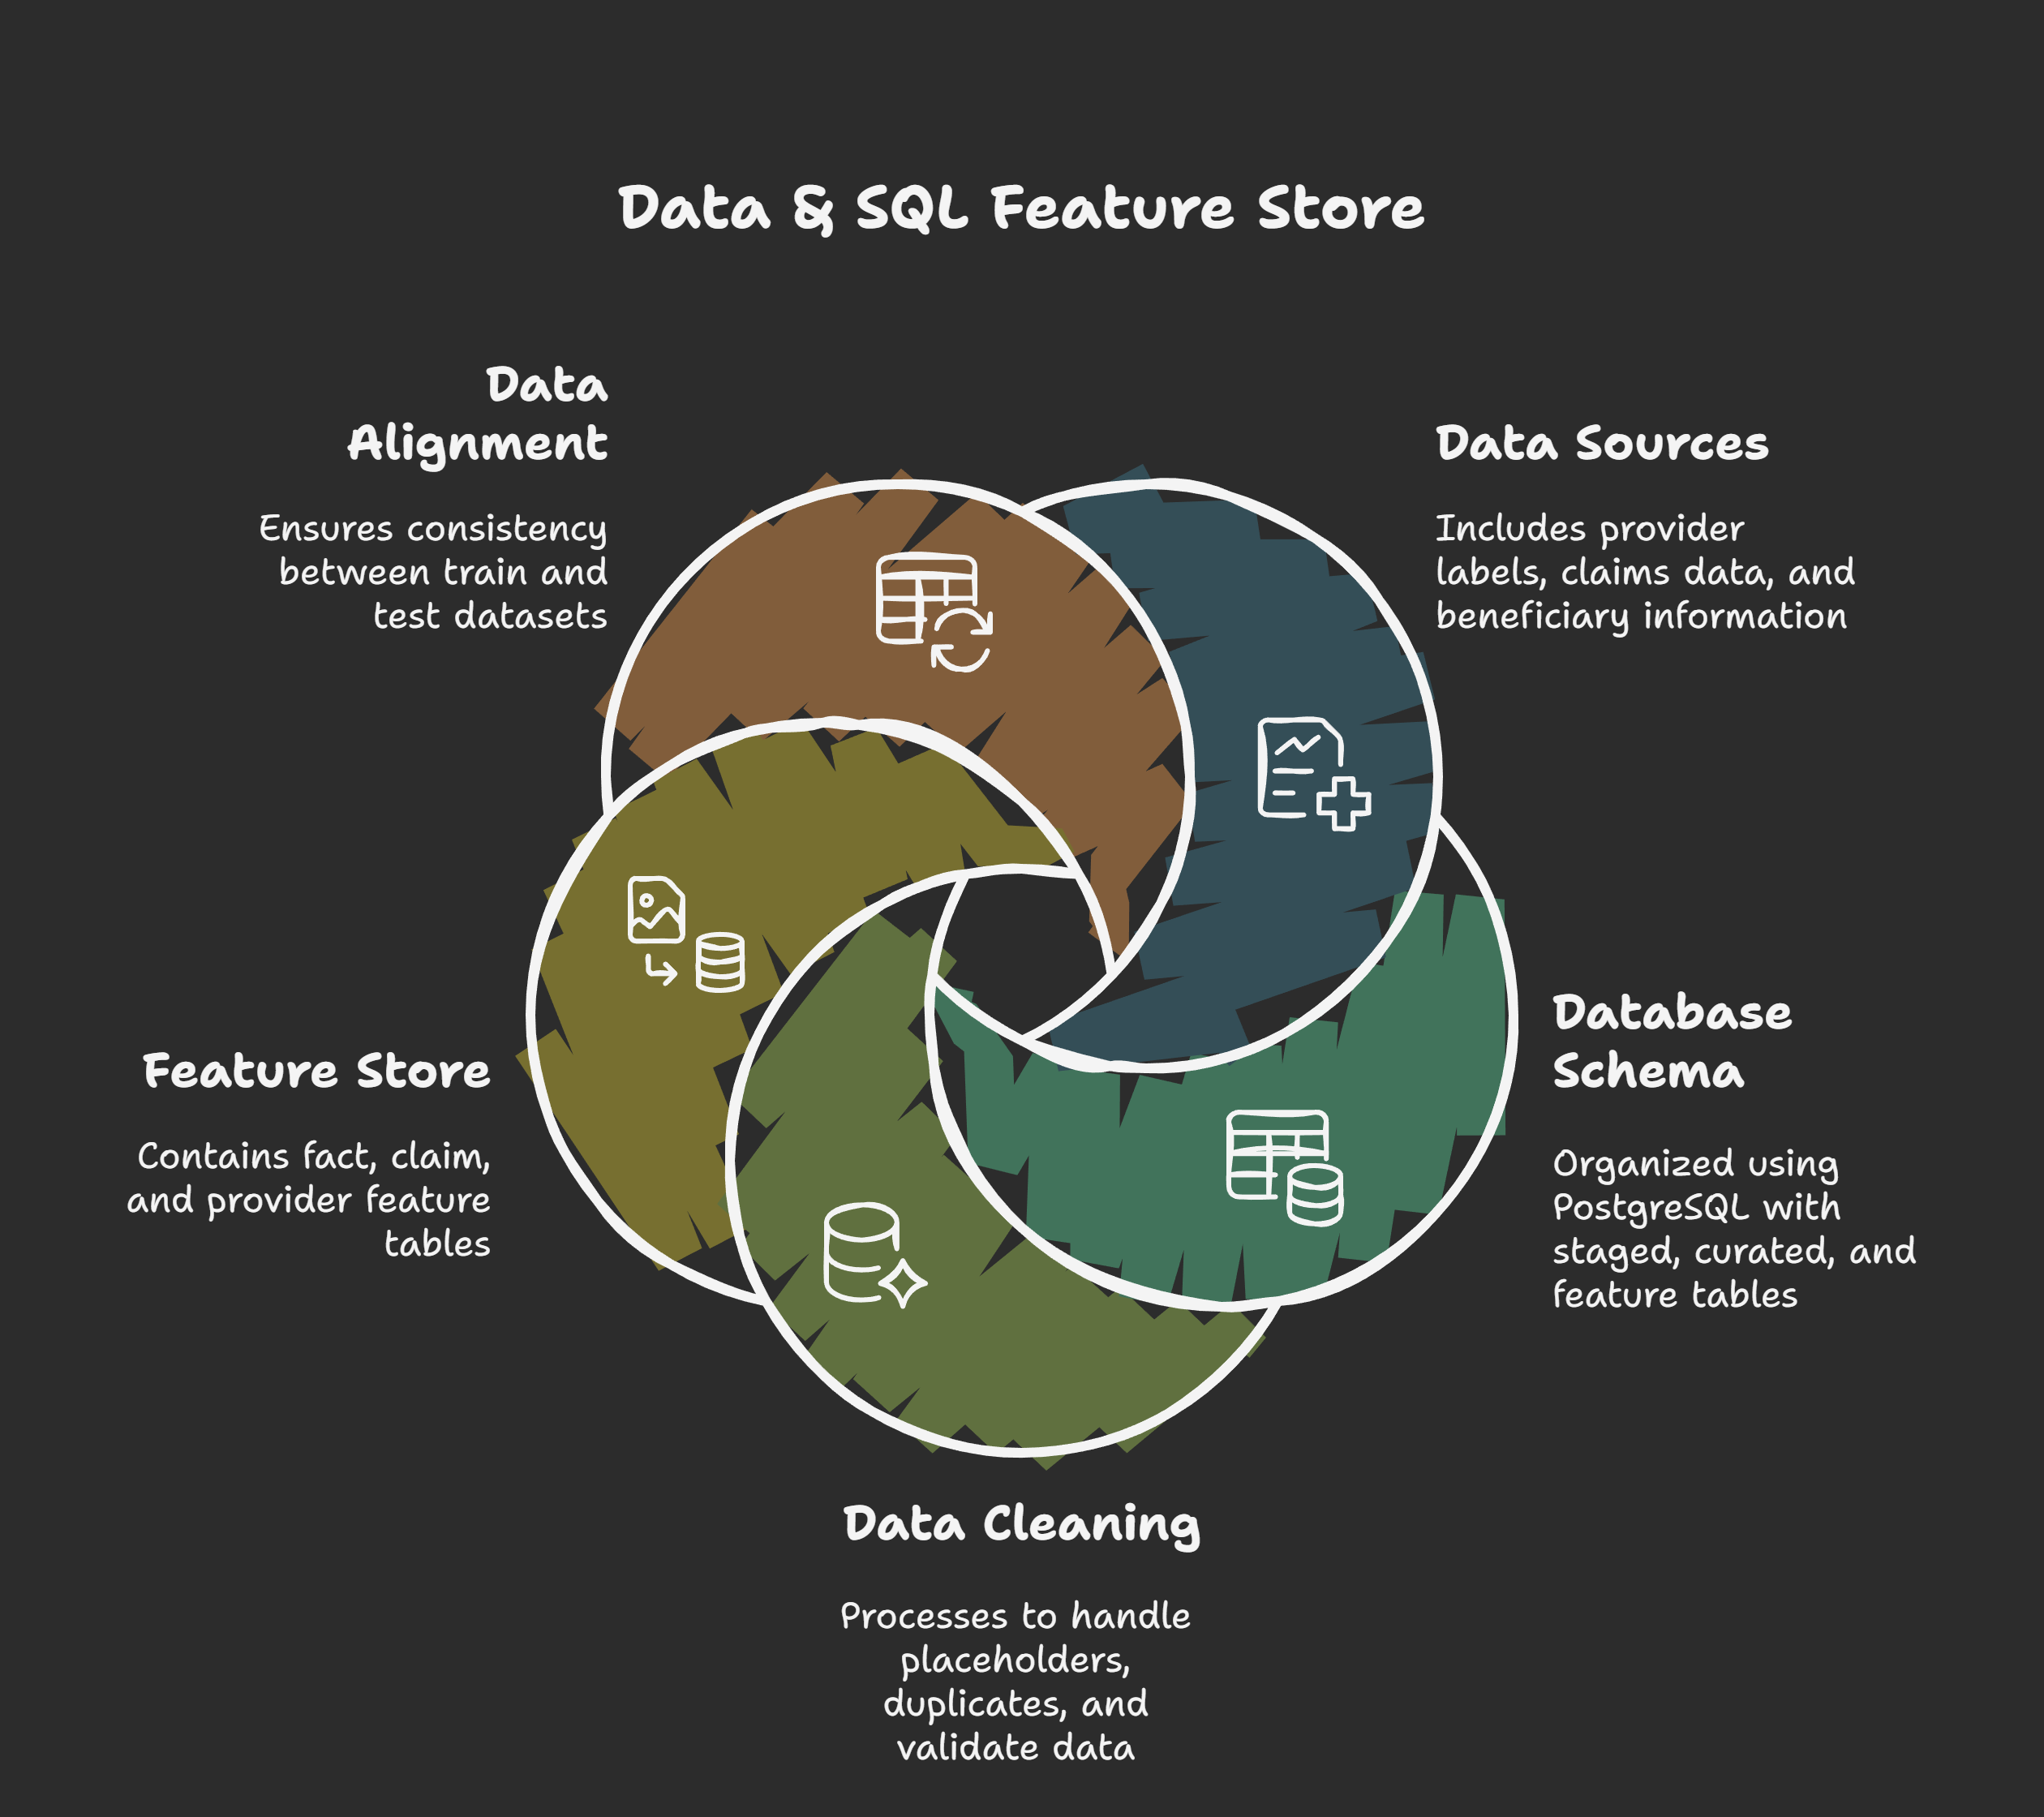 Data & SQL Feature Store
Data
Alignment
Ensures consistency
between train and
test datasets
Data Sources
Includes provider
labels, claims data, and
beneficiary information
Feature Store
Contains fact, claim,
and provider feature
tables
Database
Schema
Organized using
PostgreSQL with
staged, curated, and
feature tables
Data Cleaning
Processes to handle
placeholders,
duplicates, and
validate data